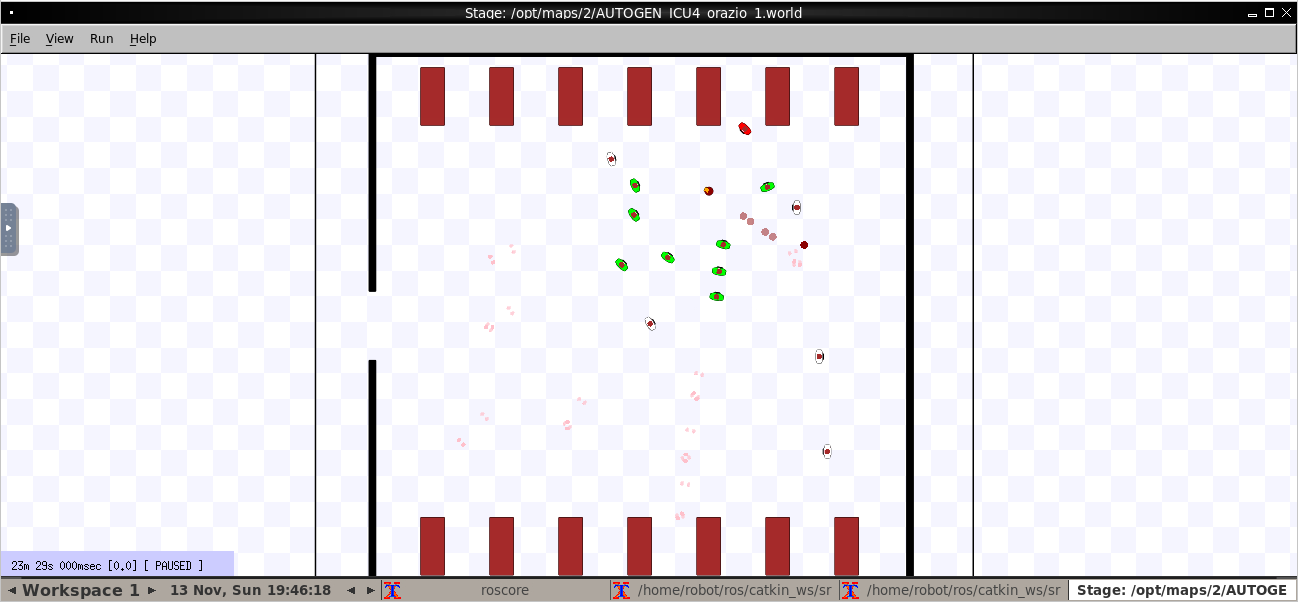 Stage: /opt/maps/2/AUTOGEN_ICU4_orazio_1.world
File View Run Help
23m 29s 000msec [0.0] [ PAUSED ]
Workspace 1 13 Nov, Sun 19:46:18 roscore /home/robot/ros/catkin_ws/sr /home/robot/ros/catkin_ws/sr Stage: /opt/maps/2/AUTOGE